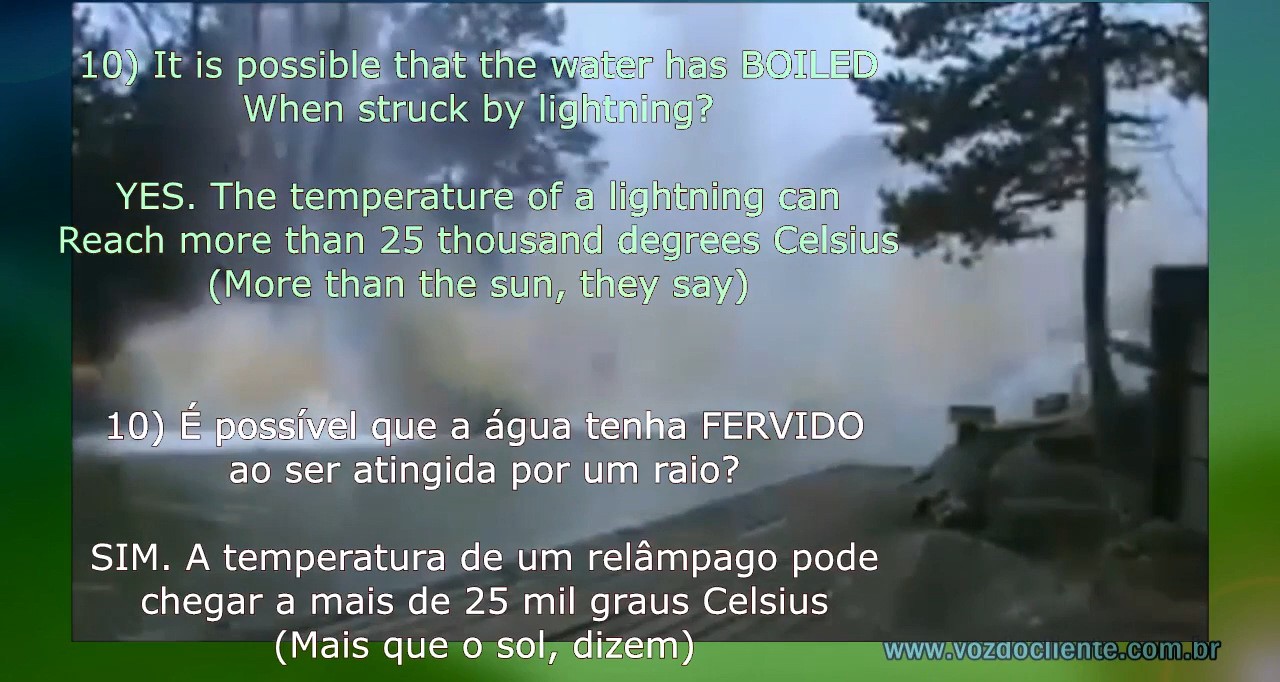 10) It is possible that the water has BOILED
When struck by lightning?
YES. The temperature of a lightning can
Reach more than 25 thousand degrees Celsius
(More than the sun, they say)
10) É possível que a água tenha FERVIDO
ao ser atingida por um raio?
SIM. A temperatura de um relâmpago pode
chegar a mais de 25 mil graus Celsius
(Mais que o sol, dizem)
www.vozdocliente.com.br